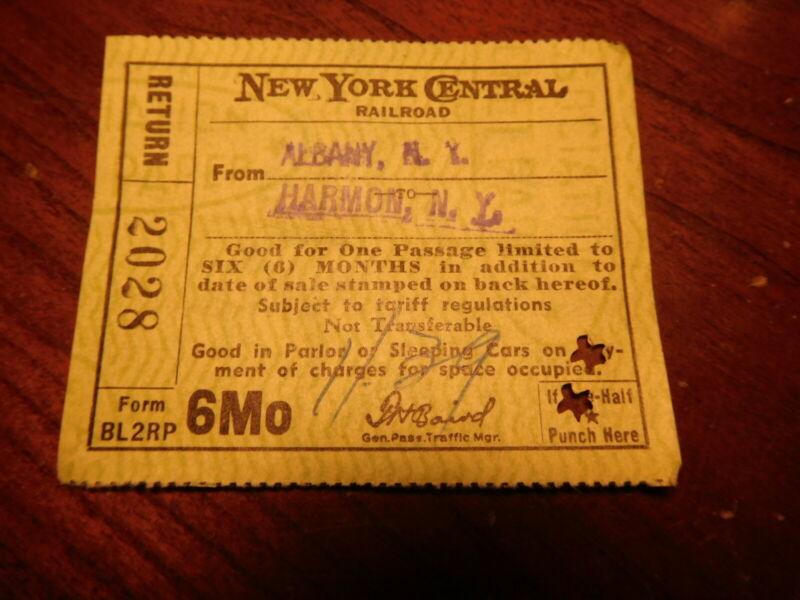 RETURN
2028
NEW YORK CENTRAL
RAILROAD
From ALBANY, N. Y.
TO
HARMON, N. Y.
Good for One Passage limited to
SIX (6) MONTHS in addition to
date of sale stamped on back hereof.
Subject to tariff regulations
Not Transferable
Good in Parlor or Sleeping Cars on
ment of charges for space occupied.
Form
BL2RP
6Mo
Gen. Pass. Traffic Mgr.
If -Half
Punch Here